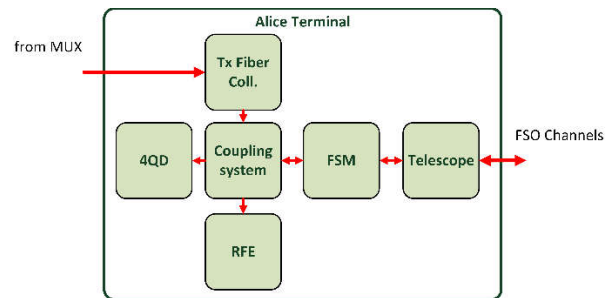 Alice Terminal
from MUX
Tx Fiber
Coll.
FSO Channels
4QD
Coupling
system
FSM
Telescope
RFE